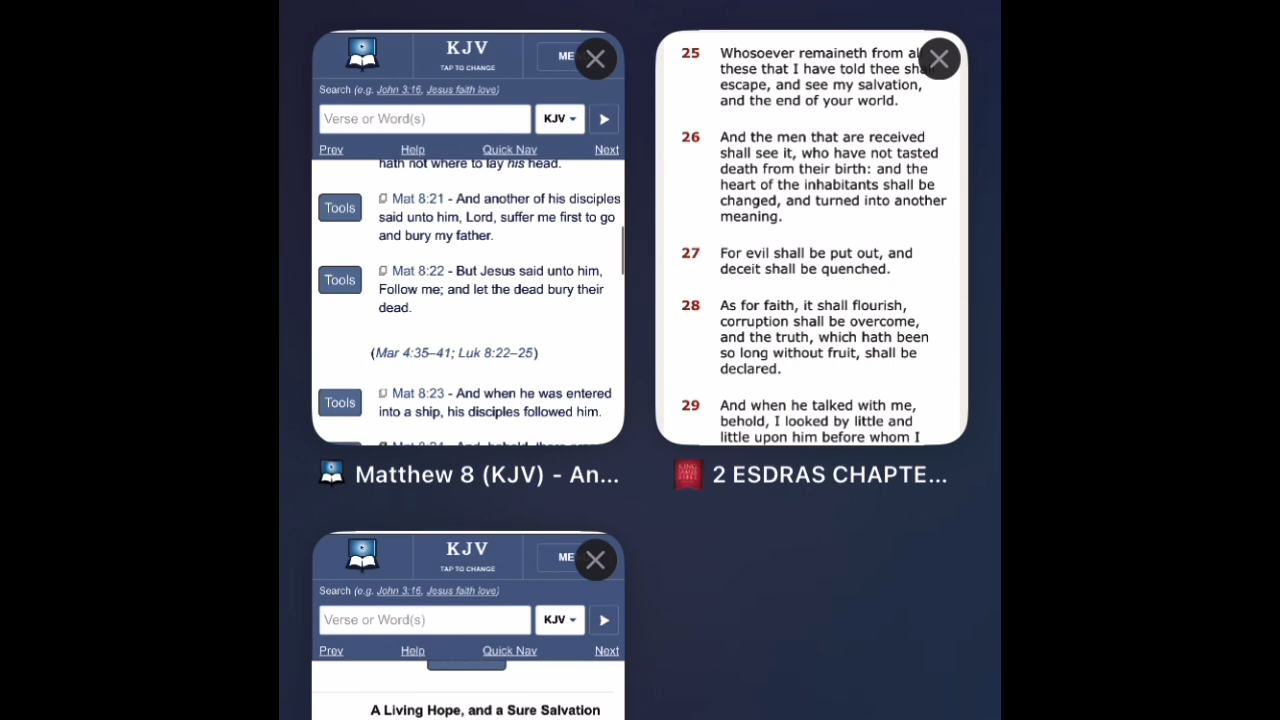 KJV
TAP TO CHANGE
ME
Search (e.g. John 3:16, Jesus faith love)
Verse or Word(s)
KJV
Prev Help Quick Nav Next
hath not where to lay his head.
Tools
Mat 8:21 - And another of his disciples
said unto him, Lord, suffer me first to go
and bury my father.
Tools
Mat 8:22 - But Jesus said unto him,
Follow me; and let the dead bury their
dead.
(Mar 4:35–41; Luk 8:22–25)
Tools
Mat 8:23 - And when he was entered
into a ship, his disciples followed him.
Matthew 8 (KJV) - An...
25 Whosoever remaineth from al
these that I have told thee shall
escape, and see my salvation,
and the end of your world.
26 And the men that are received
shall see it, who have not tasted
death from their birth: and the
heart of the inhabitants shall be
changed, and turned into another
meaning.
27 For evil shall be put out, and
deceit shall be quenched.
28 As for faith, it shall flourish,
corruption shall be overcome,
and the truth, which hath been
so long without fruit, shall be
declared.
29 And when he talked with me,
behold, I looked by little and
little upon him before whom I
KING JAMES BIBLE
2 ESDRAS CHAPTE...
KJV
TAP TO CHANGE
ME
Search (e.g. John 3:16, Jesus faith love)
Verse or Word(s)
KJV
Prev Help Quick Nav Next
A Living Hope, and a Sure Salvation